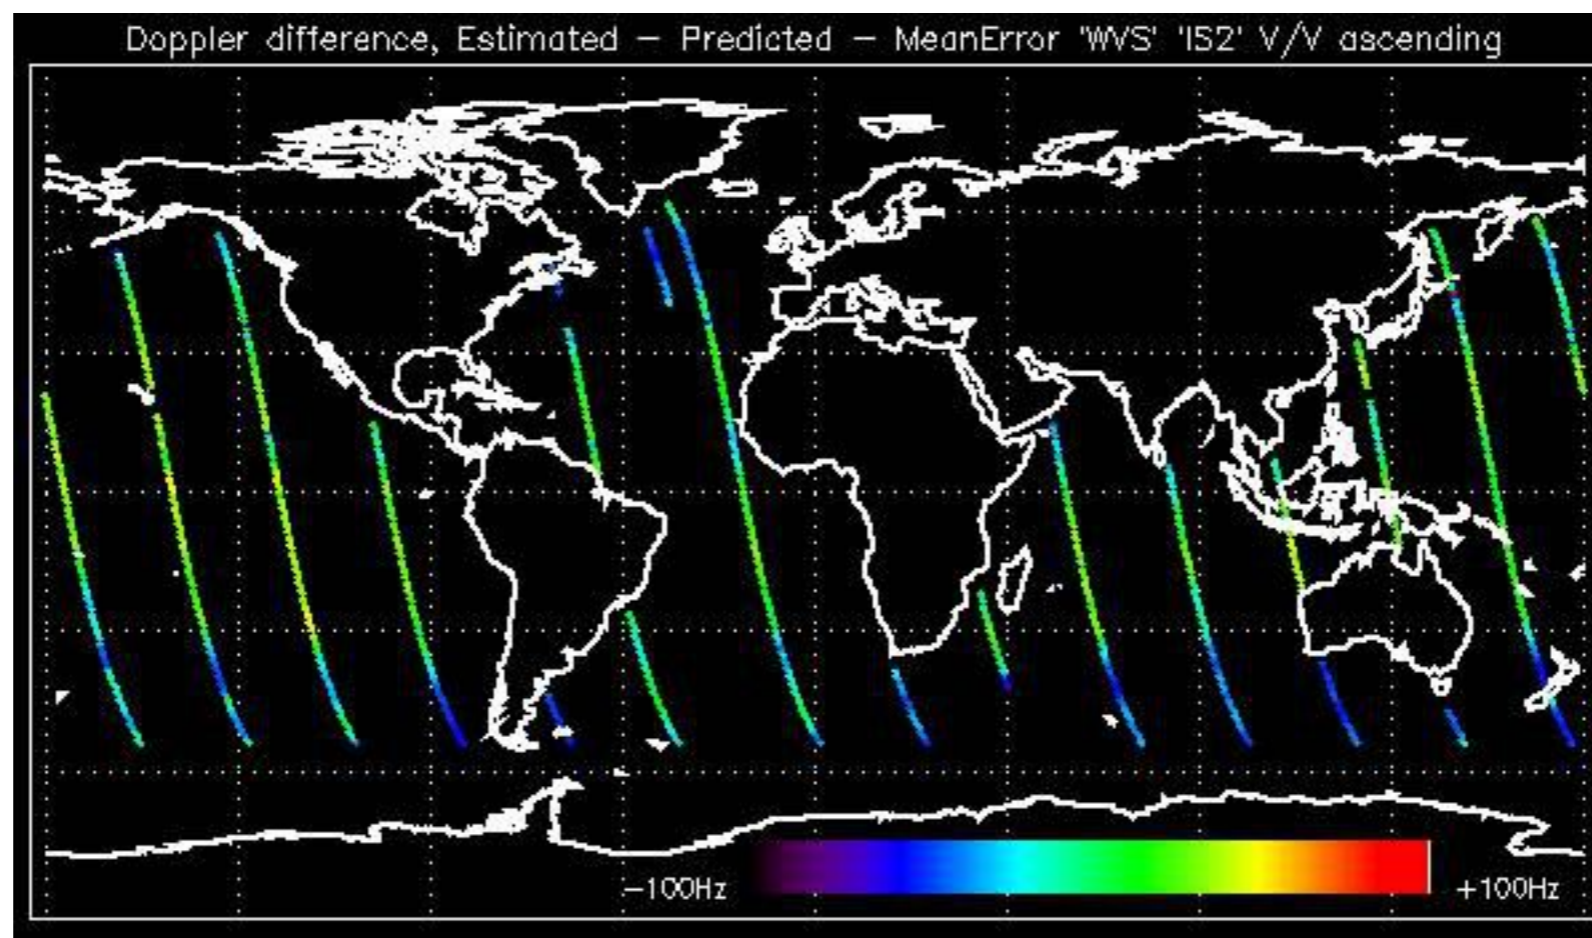 Doppler difference, Estimated – Predicted – MeanError 'WVS' 'IS2' V/V ascending
−100Hz
+100Hz